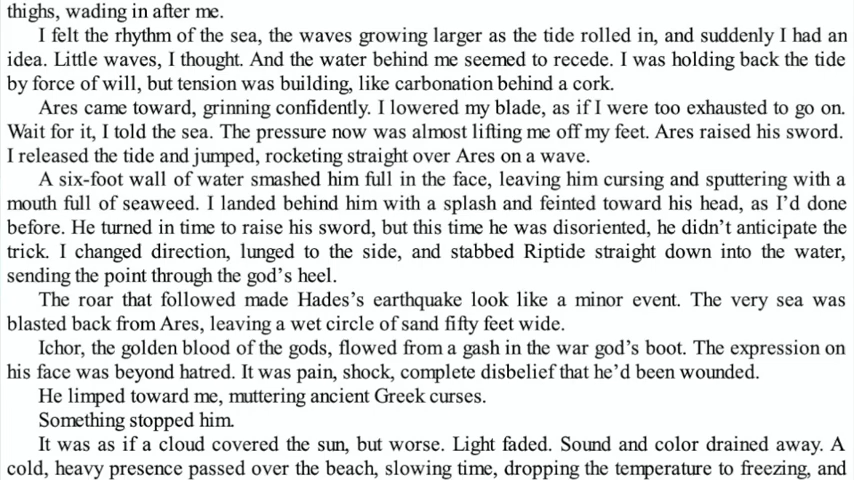 thighs, wading in after me.
I felt the rhythm of the sea, the waves growing larger as the tide rolled in, and suddenly I had an
idea. Little waves, I thought. And the water behind me seemed to recede. I was holding back the tide
by force of will, but tension was building, like carbonation behind a cork.
Ares came toward, grinning confidently. I lowered my blade, as if I were too exhausted to go on.
Wait for it, I told the sea. The pressure now was almost lifting me off my feet. Ares raised his sword.
I released the tide and jumped, rocketing straight over Ares on a wave.
A six-foot wall of water smashed him full in the face, leaving him cursing and sputtering with a
mouth full of seaweed. I landed behind him with a splash and feinted toward his head, as I’d done
before. He turned in time to raise his sword, but this time he was disoriented, he didn’t anticipate the
trick. I changed direction, lunged to the side, and stabbed Riptide straight down into the water,
sending the point through the god’s heel.
The roar that followed made Hades’s earthquake look like a minor event. The very sea was
blasted back from Ares, leaving a wet circle of sand fifty feet wide.
Ichor, the golden blood of the gods, flowed from a gash in the war god’s boot. The expression on
his face was beyond hatred. It was pain, shock, complete disbelief that he’d been wounded.
He limped toward me, muttering ancient Greek curses.
Something stopped him.
It was as if a cloud covered the sun, but worse. Light faded. Sound and color drained away. A
cold, heavy presence passed over the beach, slowing time, dropping the temperature to freezing, and